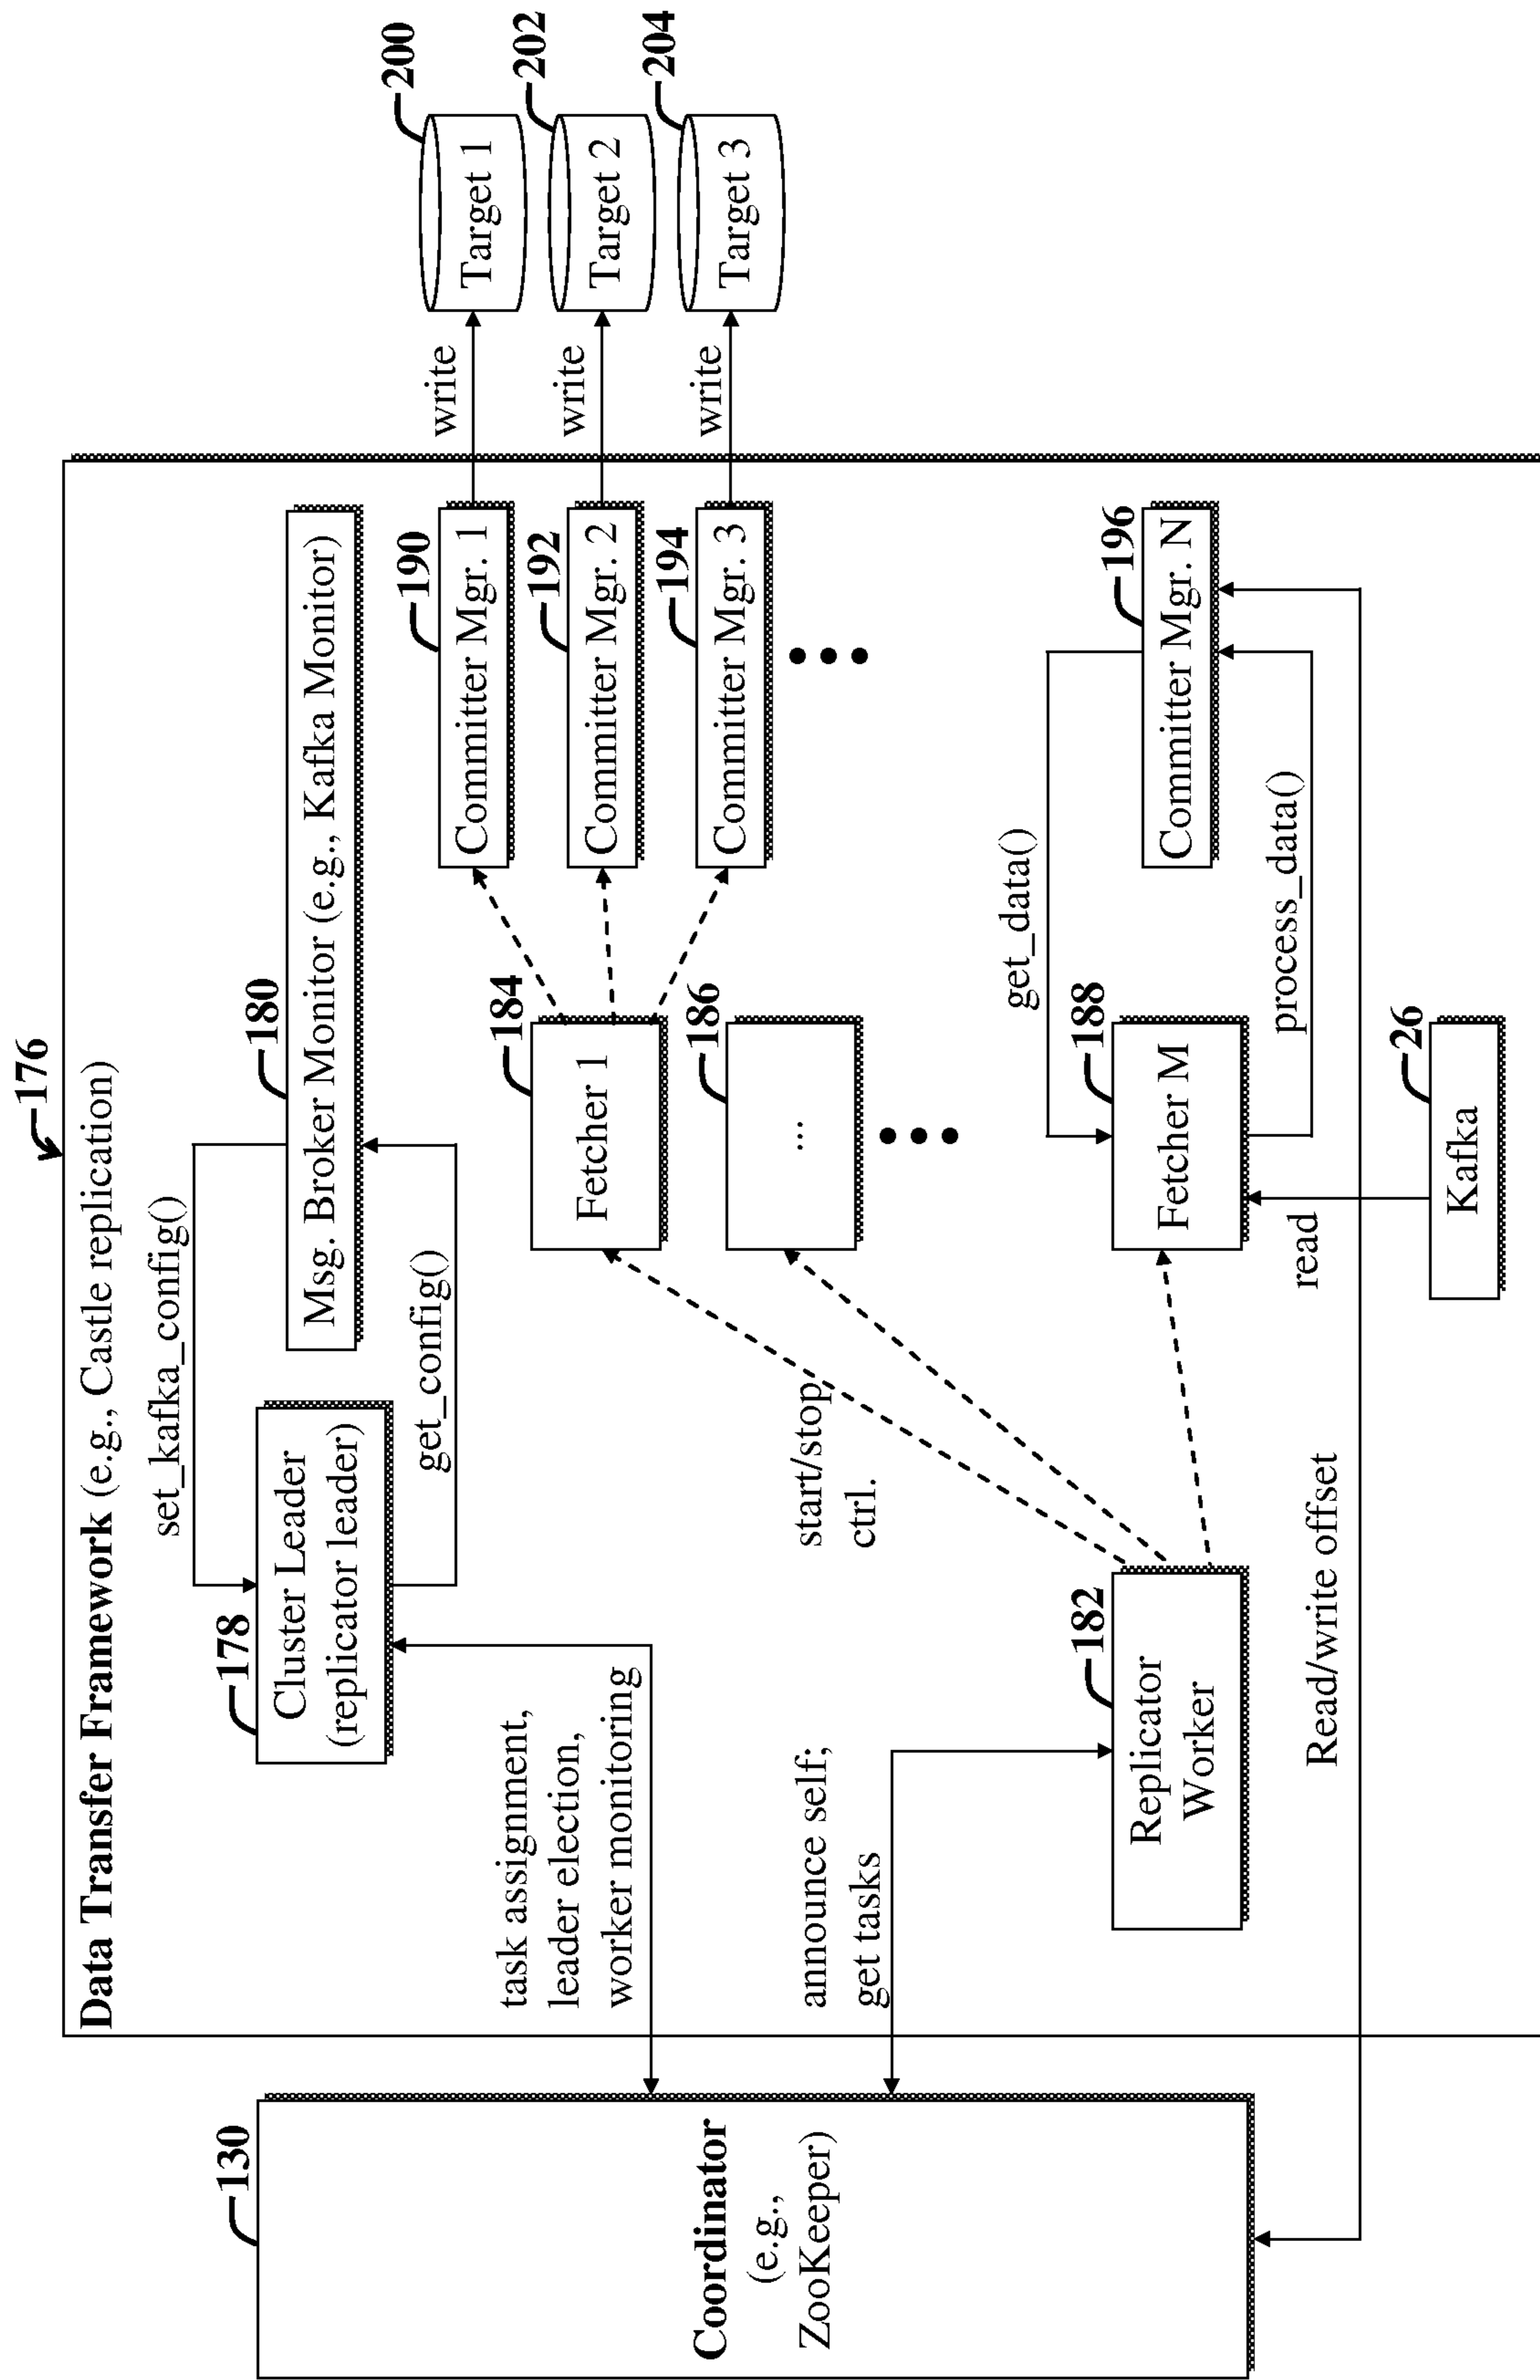 176
Data Transfer Framework (e.g., Castle replication)
130
Coordinator
(e.g.,
ZooKeeper)
set_kafka_config()
178
Cluster Leader
(replicator leader)
get_config()
180
Msg. Broker Monitor (e.g., Kafka Monitor)
task assignment,
leader election,
worker monitoring
announce self;
get tasks
182
Replicator
Worker
start/stop
ctrl.
184
Fetcher 1
186
...
188
Fetcher M
190
Committer Mgr. 1
192
Committer Mgr. 2
194
Committer Mgr. 3
196
Committer Mgr. N
write
write
write
200
Target 1
202
Target 2
204
Target 3
get_data()
process_data()
read
26
Kafka
Read/write offset